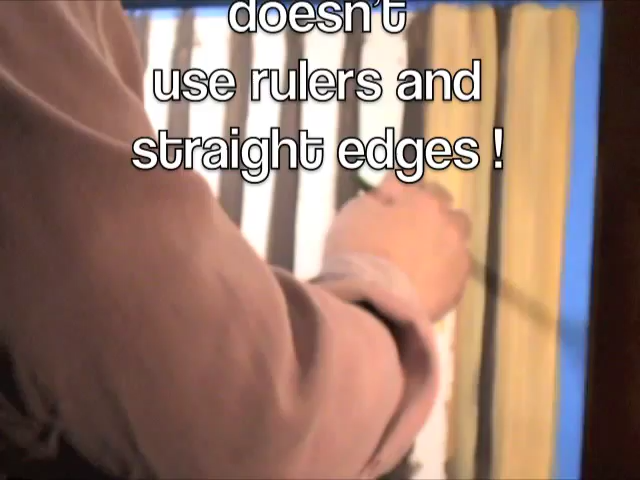 doesn't
use rulers and
straight edges !